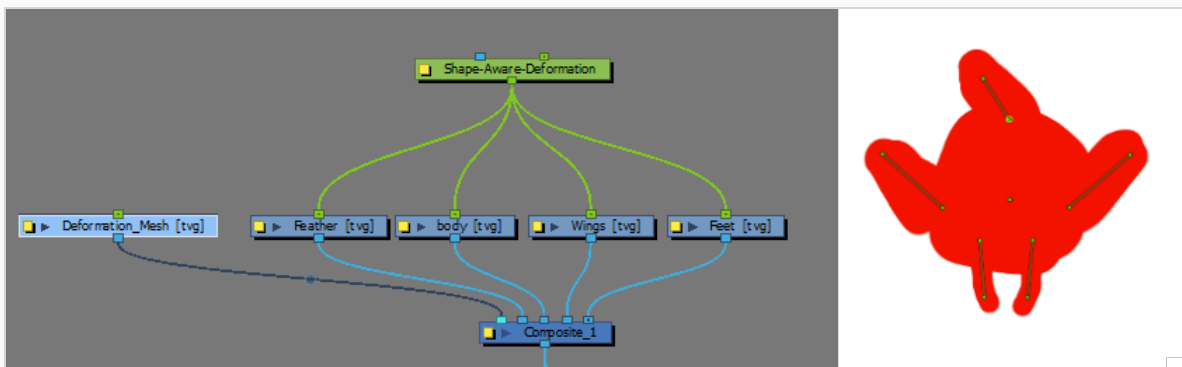 Shape-Aware-Deformation
Deformation_Mesh [tvg]
Feather [tvg]
body [tvg]
Wings [tvg]
Feet [tvg]
Composite_1